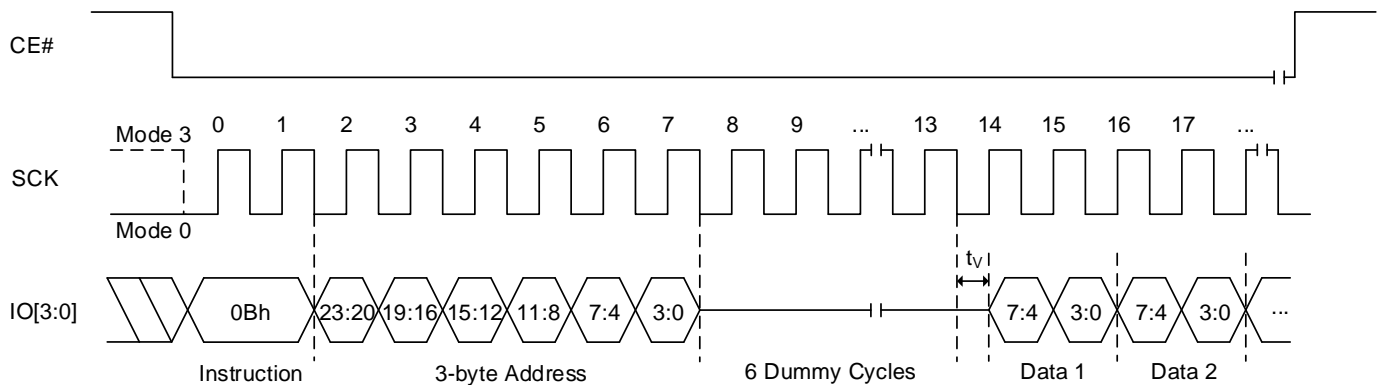 CE#
Mode 3
0 1 2 3 4 5 6 7 8 9 ... 13 14 15 16 17 ...
SCK
Mode 0
tV
IO[3:0]
0Bh 23:20 19:16 15:12 11:8 7:4 3:0 7:4 3:0 7:4 3:0 ...
Instruction 3-byte Address 6 Dummy Cycles Data 1 Data 2